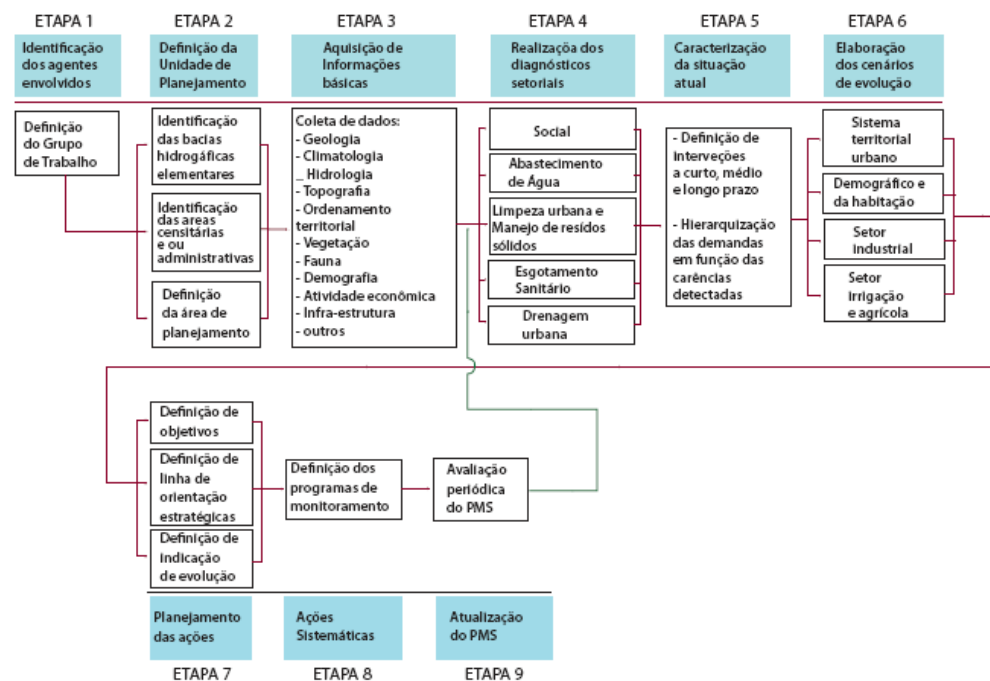 ETAPA 1
Identificação
dos agentes
envolvidos
Definição
do Grupo
de Trabalho
ETAPA 2
Definição da
Unidade de
Planejamento
Identificação
das bacias
hidrogáficas
elementares
Identificação
das areas
censitárias
e ou
administrativas
Definição
da área de
planejamento
ETAPA 3
Aquisição de
Informações
básicas
Coleta de dados:
- Geologia
- Climatologia
_ Hidrologia
- Topografia
- Ordenamento
territorial
- Vegetação
- Fauna
- Demografia
- Atividade econômica
- Infra-estrutura
- outros
ETAPA 4
Realizaçõa dos
diagnósticos
setoriais
Social
Abastecimento
de Água
Limpeza urbana e
Manejo de resídos
sólidos
Esgotamento
Sanitário
Drenagem
urbana
ETAPA 5
Caracterização
da situação
atual
- Definição de
interveções
a curto, médio
e longo prazo
- Hierarquização
das demandas
em função das
carências
detectadas
ETAPA 6
Elaboração
dos cenários
de evolução
Sistema
territorial
urbano
Demográfico e
da habitação
Setor
industrial
Setor
irrigação
e agrícola
Definição de
objetivos
Definição de
linha de
orientação
estratégicas
Definição de
indicação
de evolução
Planejamento
das ações
ETAPA 7
Definição dos
programas de
monitoramento
Ações
Sistemáticas
ETAPA 8
Avaliação
periódica
do PMS
Atualização
do PMS
ETAPA 9